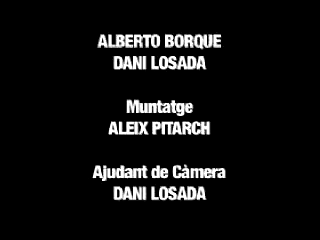 ALBERTO BORQUE
DANI LOSADA
Muntatge
ALEIX PITARCH
Ajudant de Càmera
DANI LOSADA